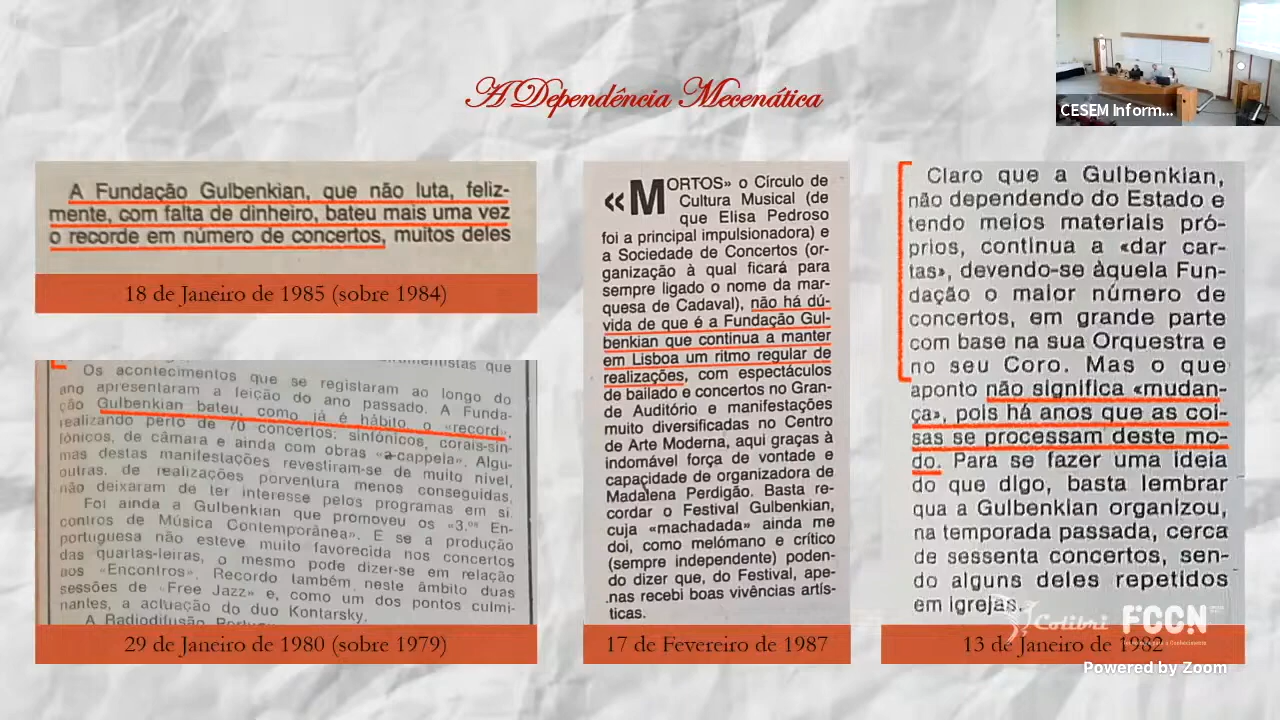 A Dependência Mecenática
CESEM Inform...
A Fundação Gulbenkian, que não luta, feliz-
mente, com falta de dinheiro, bateu mais uma vez
o recorde em número de concertos, muitos deles
18 de Janeiro de 1985 (sobre 1984)
que
Os acontecimentos que se registaram ao longo do
ano apresentaram a feição do ano passado. A Funda-
ção Gulbenkian bateu, como já é hábito, o «record»,
realizando perto de 70 concertos; sinfónicos, corais-sin-
fónicos, de câmara e ainda com obras «a-cappela». Algu-
mas destas manifestações revestiram-se de muito nível,
outras, de realizações porventura menos conseguidas,
não deixaram de ter interesse pelos programas em si.
Foi ainda a Gulbenkian que promoveu os «3.ºs En-
contros de Música Contemporânea». E se a produção
portuguesa não esteve muito favorecida nos concertos
das quartas-feiras, o mesmo pode dizer-se em relação
aos «Encontros». Recordo também, neste âmbito duas
sessões de «Free Jazz» e, como um dos pontos culmi-
nantes, a actuação do duo Kontarsky.
A Radiodifusão
29 de Janeiro de 1980 (sobre 1979)
«MORTOS» o Círculo de
Cultura Musical (de
que Elisa Pedroso
foi a principal impulsionadora) e
a Sociedade de Concertos (or-
ganização à qual ficará para
sempre ligado o nome da mar-
quesa de Cadaval), não há dú-
vida de que é a Fundação Gul-
benkian que continua a manter
em Lisboa um ritmo regular de
realizações, com espectáculos
de bailado e concertos no Gran-
de Auditório e manifestações
muito diversificadas no Centro
de Arte Moderna, aqui graças à
indomável força de vontade e
capacidade de organizadora de
Madalena Perdigão. Basta re-
cordar o Festival Gulbenkian,
cuja «machadada» ainda me
doi, como melómano e crítico
(sempre independente) poden-
do dizer que, do Festival, ape-
nas recebi boas vivências artís-
ticas.
17 de Fevereiro de 1987
Claro que a Gulbenkian,
não dependendo do Estado e
tendo meios materiais pró-
prios, continua a «dar car-
tas», devendo-se àquela Fun-
dação o maior número de
concertos, em grande parte
com base na sua Orquestra e
no seu Coro. Mas o que
aponto não significa «mudan-
ça», pois há anos que as coi-
sas se processam deste mo-
do. Para se fazer uma ideia
do que digo, basta lembrar
qua a Gulbenkian organizou,
na temporada passada, cerca
de sessenta concertos, sen-
do alguns deles repetidos
em igrejas.
13 de Janeiro de 1982
Colibri FCCN
Powered by Zoom